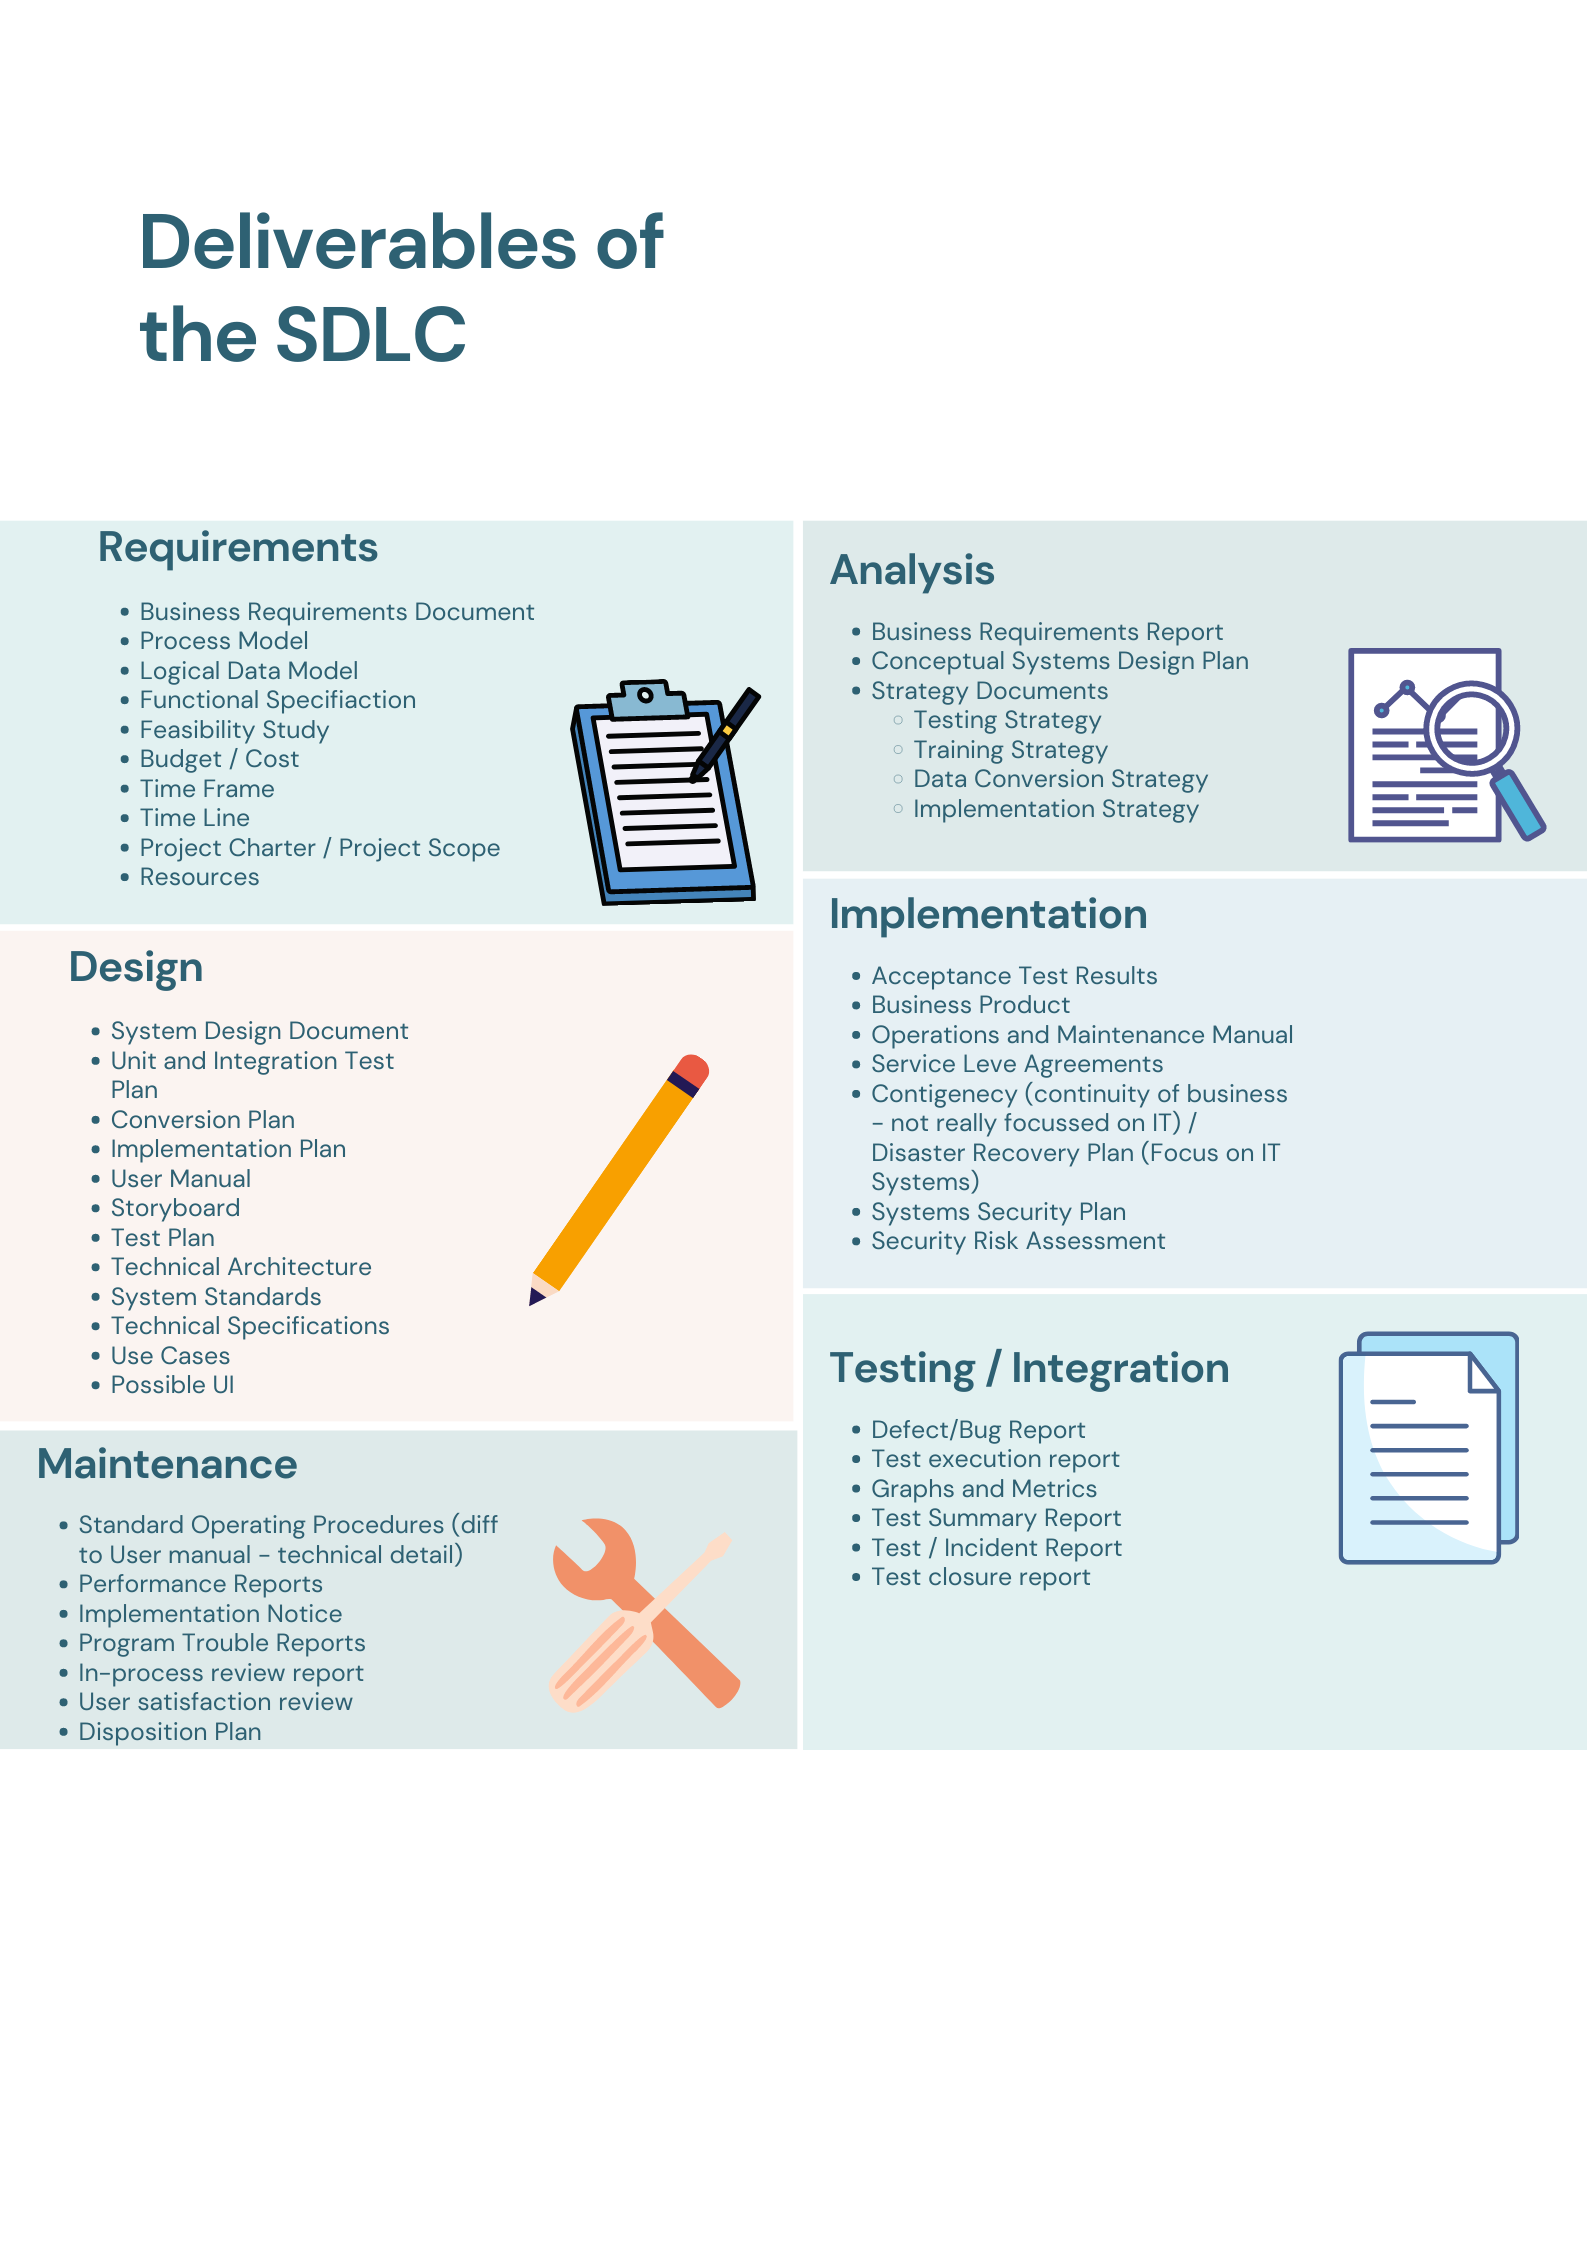 Deliverables of
the SDLC
Requirements
Business Requirements Document
Process Model
Logical Data Model
Functional Specifiaction
Feasibility Study
Budget / Cost
Time Frame
Time Line
Project Charter / Project Scope
Resources
Analysis
Business Requirements Report
Conceptual Systems Design Plan
Strategy Documents
Testing Strategy
Training Strategy
Data Conversion Strategy
Implementation Strategy
Design
System Design Document
Unit and Integration Test
Plan
Conversion Plan
Implementation Plan
User Manual
Storyboard
Test Plan
Technical Architecture
System Standards
Technical Specifications
Use Cases
Possible UI
Implementation
Acceptance Test Results
Business Product
Operations and Maintenance Manual
Service Leve Agreements
Contigenecy (continuity of business
- not really focussed on IT) /
Disaster Recovery Plan (Focus on IT
Systems)
Systems Security Plan
Security Risk Assessment
Maintenance
Standard Operating Procedures (diff
to User manual - technical detail)
Performance Reports
Implementation Notice
Program Trouble Reports
In-process review report
User satisfaction review
Disposition Plan
Testing / Integration
Defect/Bug Report
Test execution report
Graphs and Metrics
Test Summary Report
Test / Incident Report
Test closure report